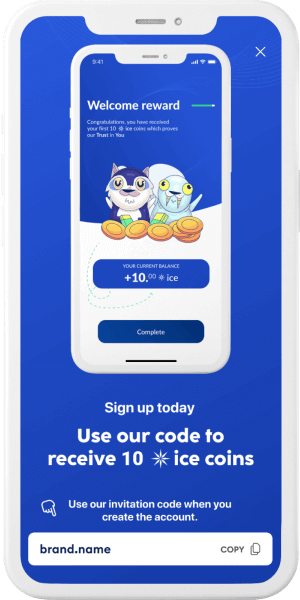 9:41
Welcome reward
Congratulations, you have received
your first 10 ice coins which proves
our Trust in You
YOUR CURRENT BALANCE
+10.00 ice
Complete
Sign up today
Use our code to
receive 10 ice coins
Use our invitation code when you
create the account.
brand.name COPY